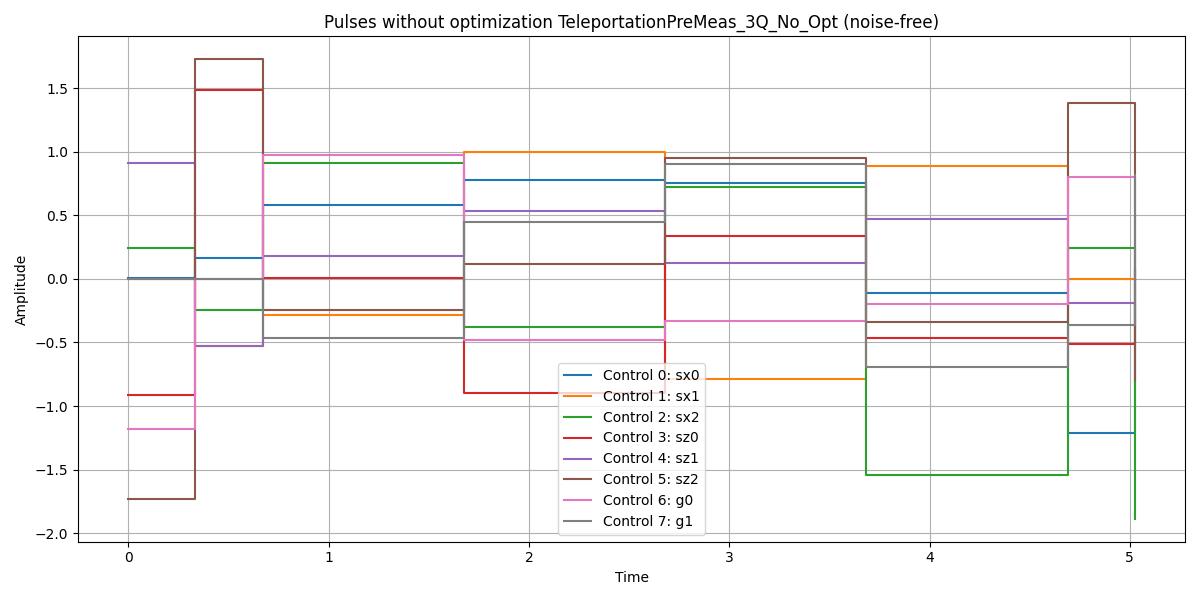 Pulses without optimization TeleportationPreMeas_3Q_No_Opt (noise-free)
Amplitude
1.5
1.0
0.5
0.0
−0.5
−1.0
−1.5
−2.0
Control 0: sx0
Control 1: sx1
Control 2: sx2
Control 3: sz0
Control 4: sz1
Control 5: sz2
Control 6: g0
Control 7: g1
0
1
2
3
4
5
Time